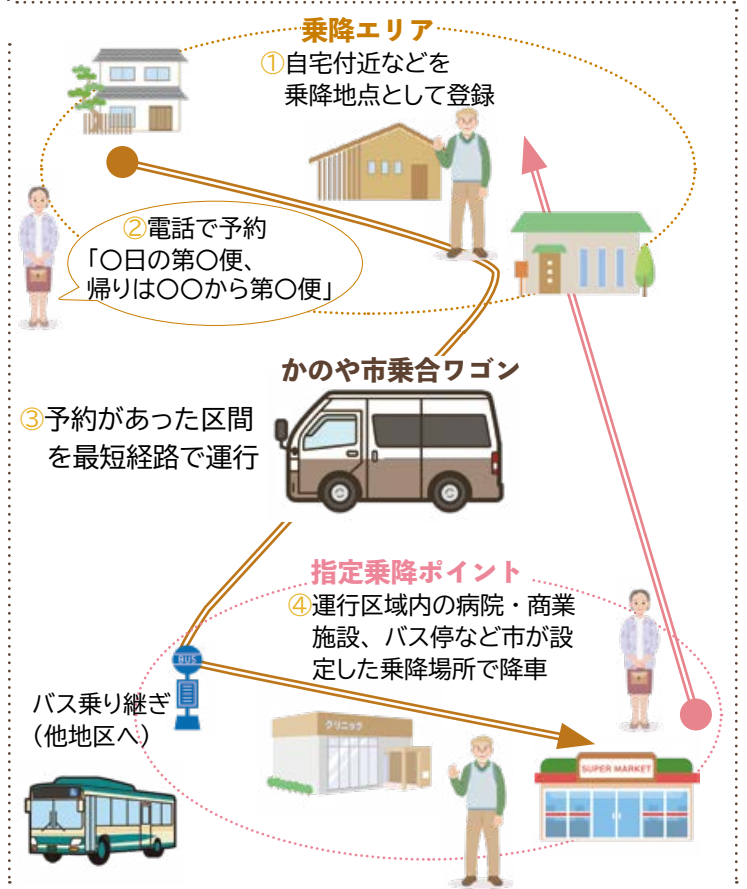 乗降エリア
①自宅付近などを
乗降地点として登録
②電話で予約
「〇日の第〇便、
帰りは〇〇から第〇便」
かのや市乗合ワゴン
③予約があった区間
を最短経路で運行
指定乗降ポイント
④運行区域内の病院・商業
施設、バス停など市が設
定した乗降場所で降車
BUS
バス乗り継ぎ
（他地区へ）
クリニック
SUPER MARKET